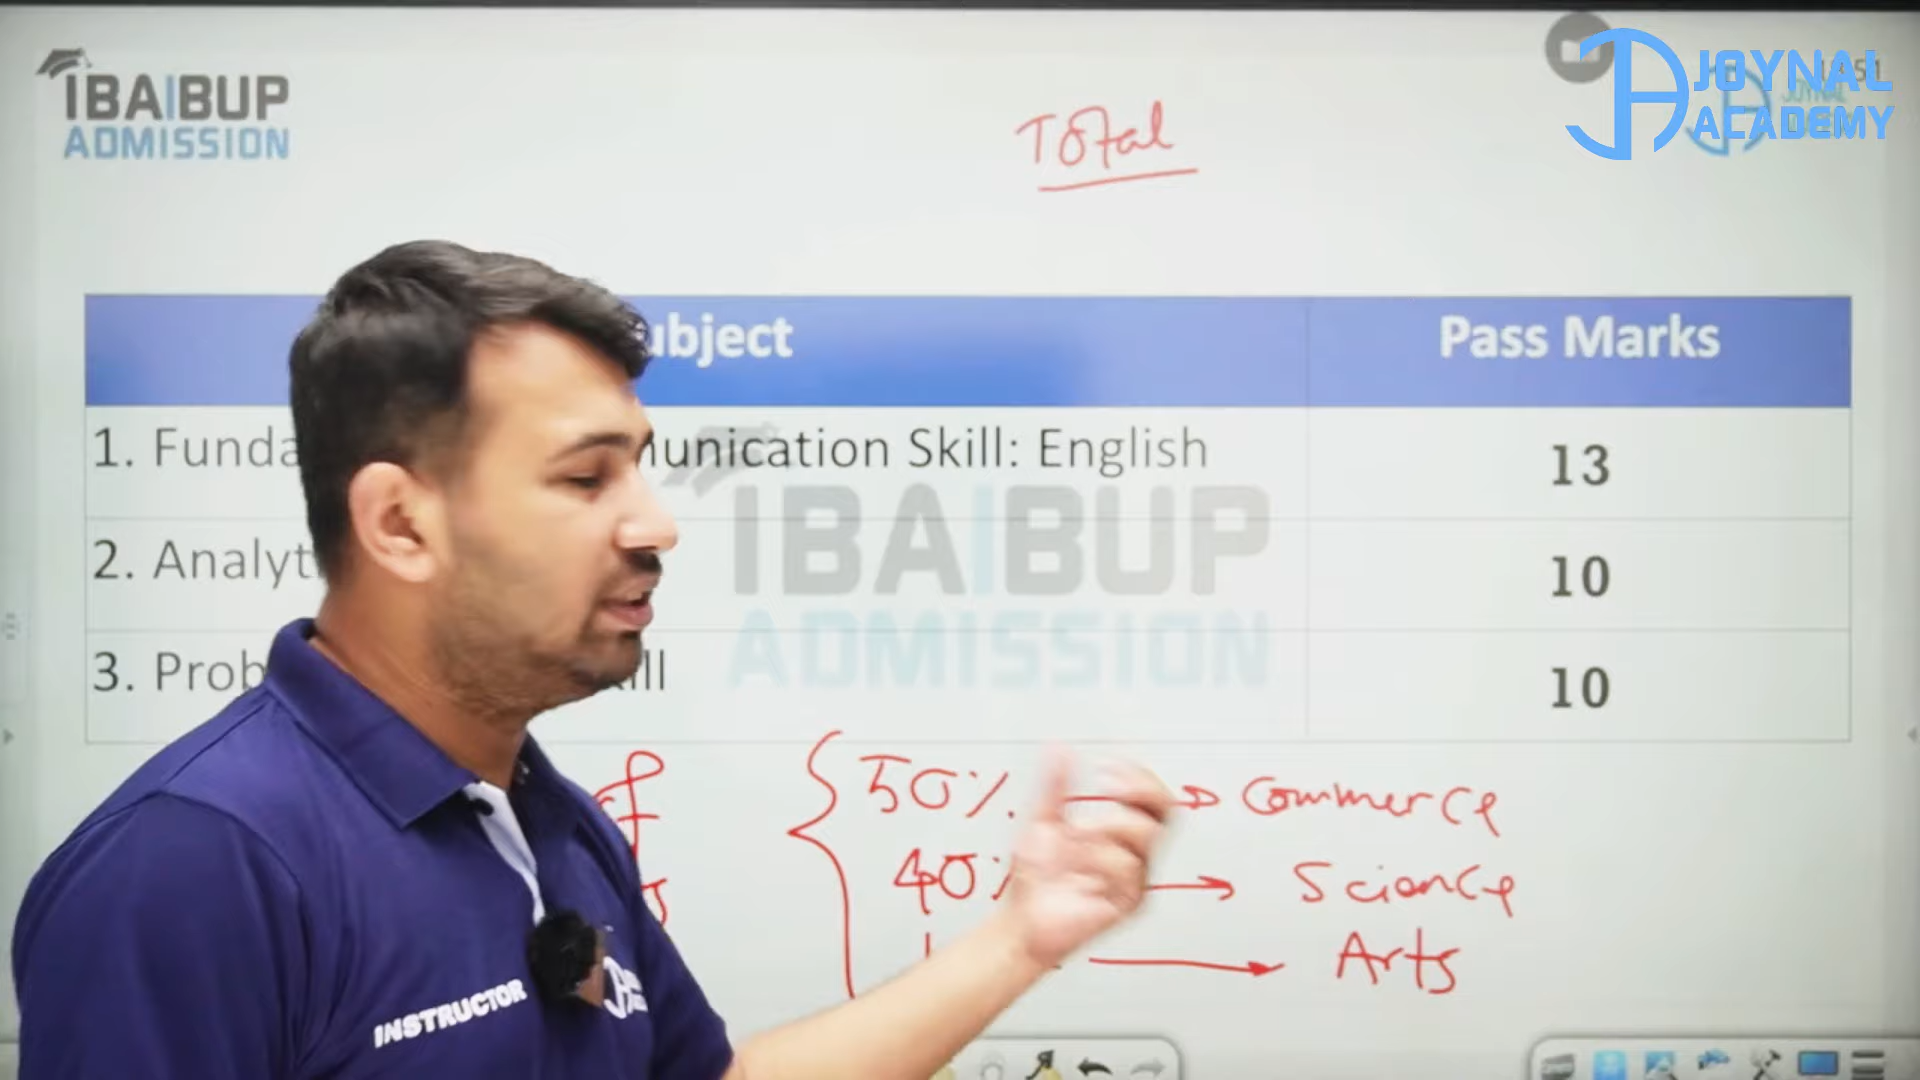 IBA|BUP
ADMISSION
JOYNAL
ACADEMY
Total
ubject
Pass Marks
1. Funda munication Skill: English
13
2. Analyt
10
3. Prob ill
10
IBA|BUP
ADMISSION
50% → Commerce
40% → Science
→ Arts
INSTRUCTOR